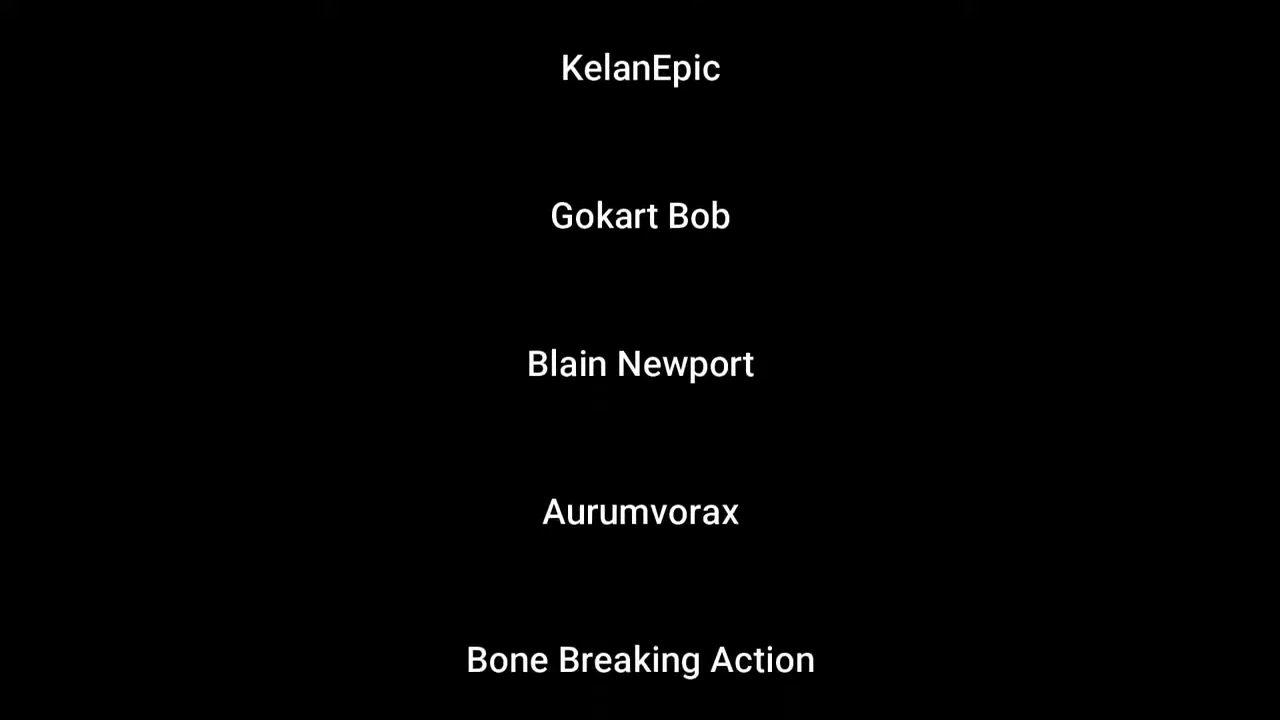 KelanEpic
Gokart Bob
Blain Newport
Aurumvorax
Bone Breaking Action